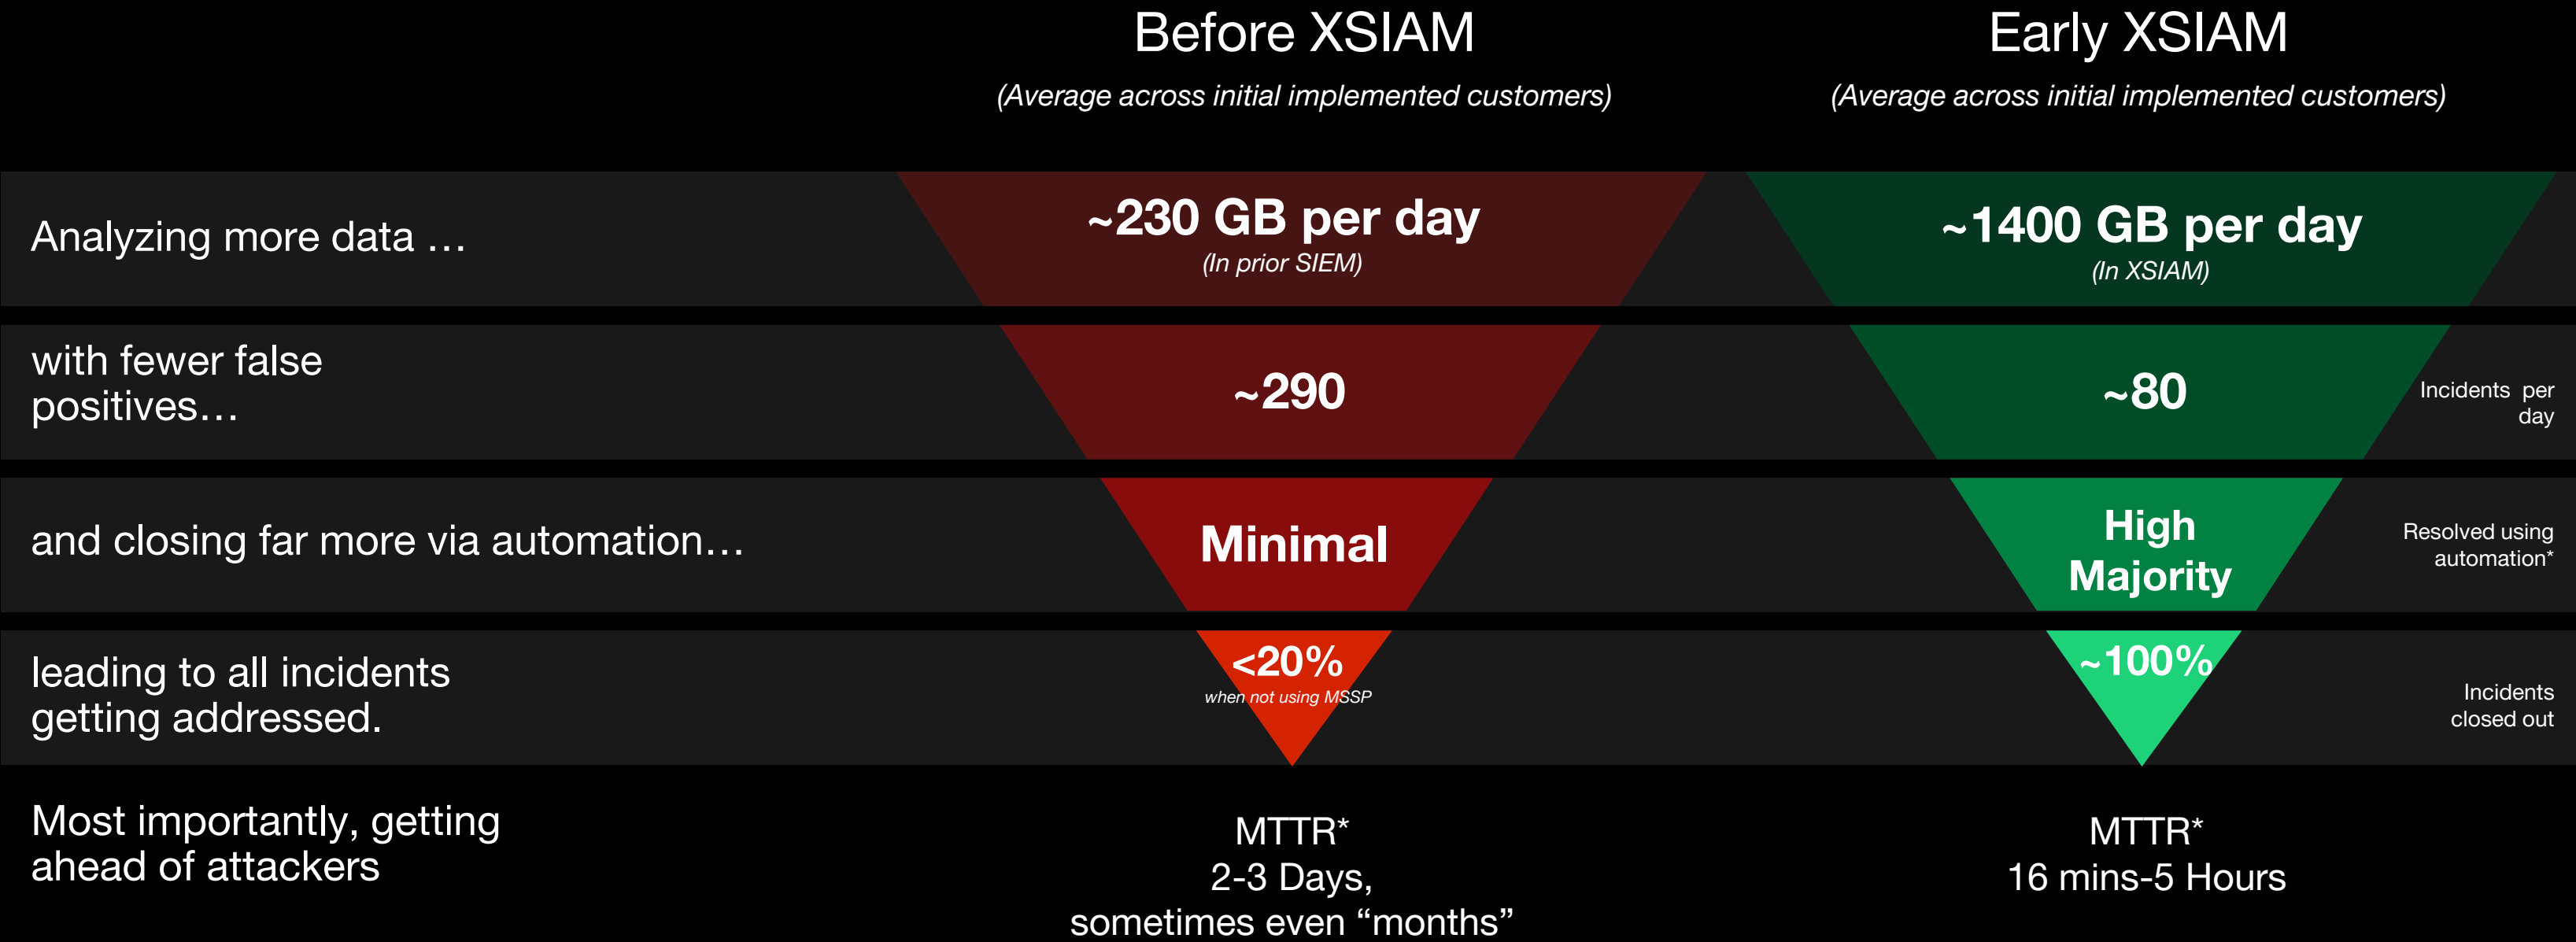 Before XSIAM
Early XSIAM
(Average across initial implemented customers)
(Average across initial implemented customers)
Analyzing more data …
~230 GB per day
(In prior SIEM)
~1400 GB per day
(In XSIAM)
with fewer false
positives…
~290
~80
Incidents per
day
and closing far more via automation…
Minimal
High
Majority
Resolved using
automation*
leading to all incidents
getting addressed.
<20%
when not using MSSP
~100%
Incidents
closed out
Most importantly, getting
ahead of attackers
MTTR*
2-3 Days,
sometimes even “months”
MTTR*
16 mins-5 Hours